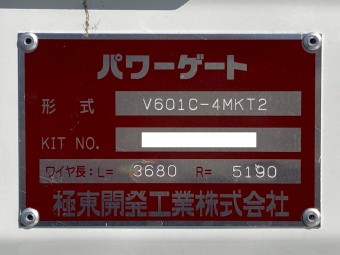 パワーゲート
形式 V601C-4MKT2
KIT NO.
ワイヤ長:L= 3680 R= 5190
極東開発工業株式会社